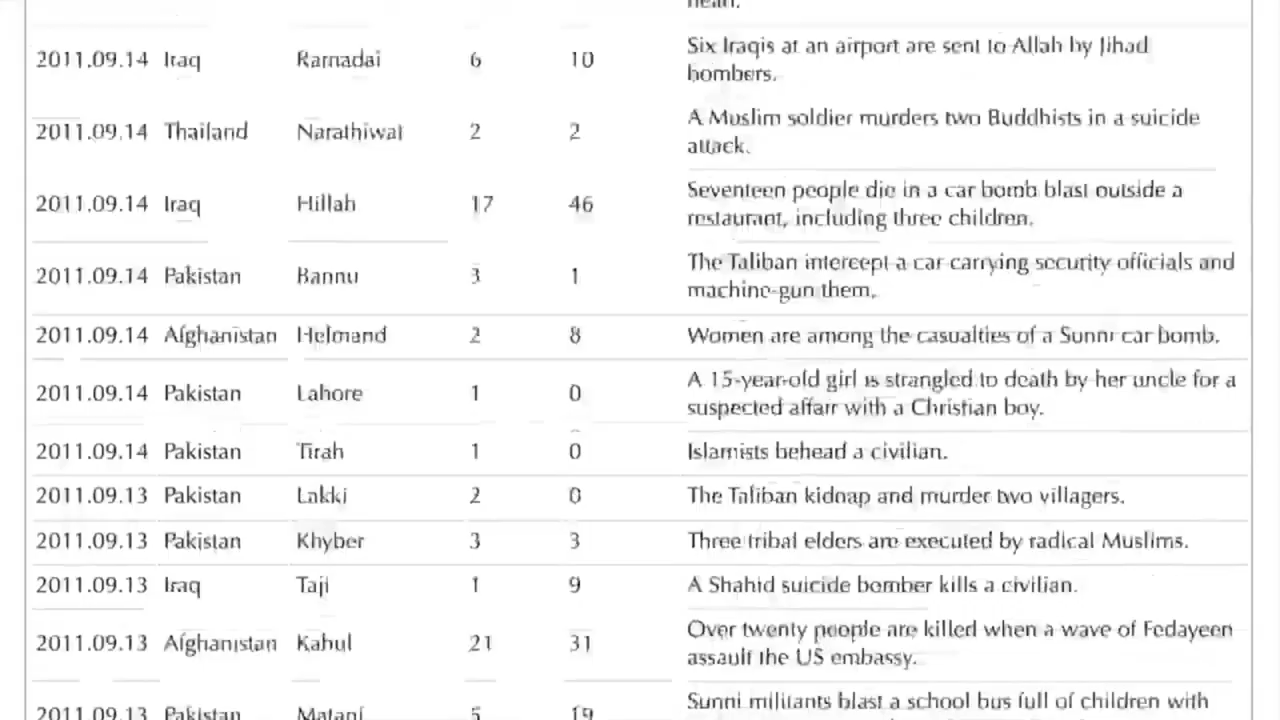 heart.
2011.09.14 Iraq Ramadai 6 10 Six Iraqis at an airport are sent to Allah by Jihad
bombers.
2011.09.14 Thailand Narathiwat 2 2 A Muslim soldier murders two Buddhists in a suicide
attack.
2011.09.14 Iraq Hillah 17 46 Seventeen people die in a car bomb blast outside a
restaurant, including three children.
2011.09.14 Pakistan Bannu 3 1 The Taliban intercept a car carrying security officials and
machine-gun them.
2011.09.14 Afghanistan Helmand 2 8 Women are among the casualties of a Sunni car bomb.
2011.09.14 Pakistan Lahore 1 0 A 15-year-old girl is strangled to death by her uncle for a
suspected affair with a Christian boy.
2011.09.14 Pakistan Tirah 1 0 Islamists behead a civilian.
2011.09.13 Pakistan Lakki 2 0 The Taliban kidnap and murder two villagers.
2011.09.13 Pakistan Khyber 3 3 Three tribal elders are executed by radical Muslims.
2011.09.13 Iraq Taji 1 9 A Shahid suicide bomber kills a civilian.
2011.09.13 Afghanistan Kabul 21 31 Over twenty people are killed when a wave of Fedayeen
assault the US embassy.
2011.09.13 Pakistan Matani 5 19 Sunni militants blast a school bus full of children with